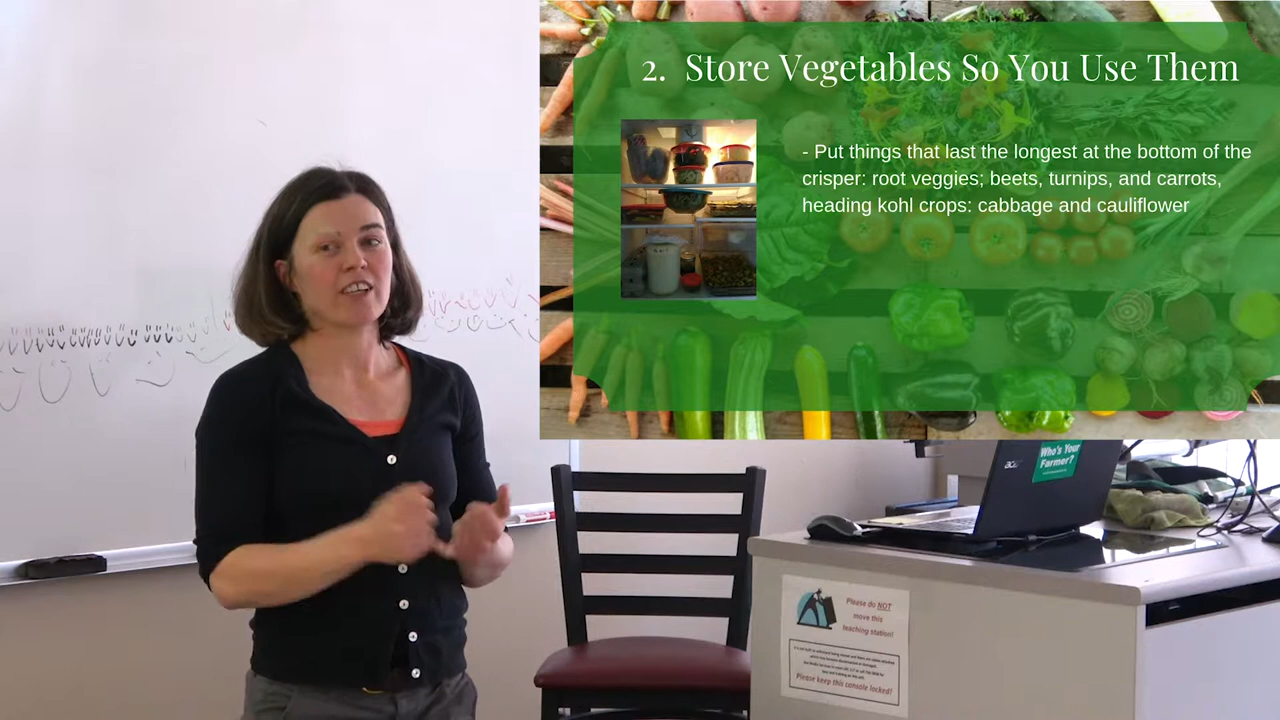 2. Store Vegetables So You Use Them
- Put things that last the longest at the bottom of the
crisper: root veggies; beets, turnips, and carrots,
heading kohl crops: cabbage and cauliflower
acer
Who's Your
Farmer?
Please do NOT
move this
teaching station!
Please keep this console locked!